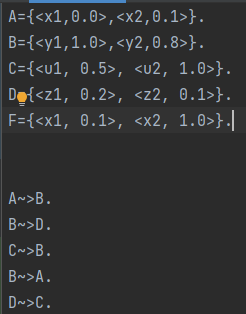 A={<x1,0.0>,<x2,0.1>}.
B={<y1,1.0>,<y2,0.8>}.
C={<u1, 0.5>, <u2, 1.0>}.
D={<z1, 0.2>, <z2, 0.1>}.
F={<x1, 0.1>, <x2, 1.0>}.
A~>B.
B~>D.
C~>B.
B~>A.
D~>C.